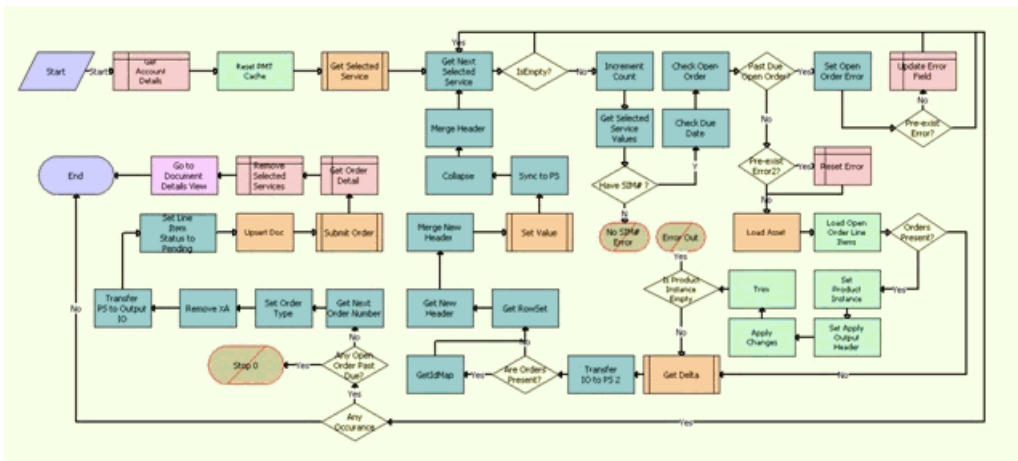 Start
Start
Get
Account
Details
Reset PMT
Cache
Get Selected
Service
Get Next
Selected
Service
Yes
IsEmpty?
No
Increment
Count
Check Open
Order
Past Due
Open Order?
Yes
Set Open
Order Error
Update Error
Field
No
Pre-exist
Error?
Merge Header
Get Selected
Service
Values
Check Due
Date
No
Pre-exist
Error2?
Yes
Reset Error
No
End
Go to
Document
Details View
Remove
Selected
Services
Get Order
Detail
Collapse
Sync to PS
Have SIM# ?
Y
N
No SIM#
Error
Error Out
Yes
Set Line
Item
Status to
Pending
Upsert Doc
Submit Order
Merge New
Header
Set Value
Load Asset
Load Open
Order Line
Items
Orders
Present?
Yes
Is Product
Instance
Empty
Trim
Set
Product
Instance
No
Transfer
PS to Output
IO
Remove XA
Set Order
Type
Get Next
Order Number
Get New
Header
Get RowSet
No
Apply
Changes
Set Apply
Output
Header
No
Stop 0
Yes
Any Open
Order Past
Due?
No
GetIdMap
Yes
Are Orders
Present?
Transfer
IO to PS 2
Get Delta
No
Yes
Any
Occurance
Yes